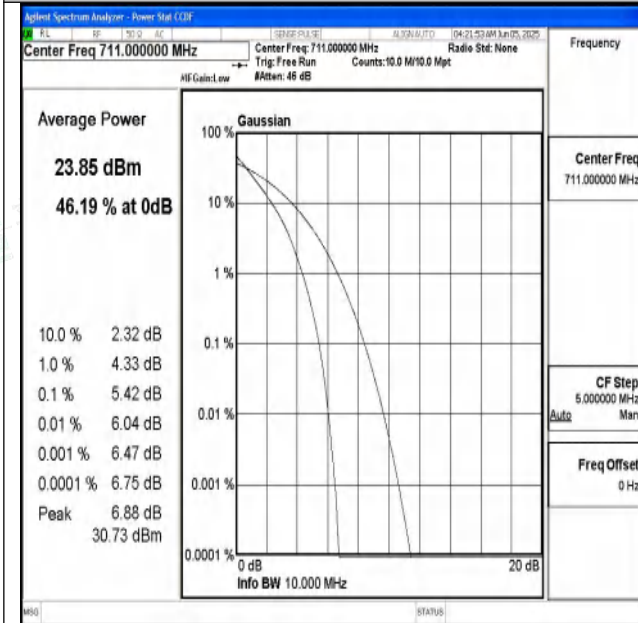 Agilent Spectrum Analyzer - Power Stat CCDF
RL RF 50 Ω AC SENSE:PULSE ALIGN AUTO 04:21:53 AM Jun 05, 2025
Center Freq 711.000000 MHz
Center Freq: 711.000000 MHz Radio Std: None
Trig: Free Run Counts:10.0 M/10.0 Mpt
#IFGain:Low #Atten: 46 dB
Frequency
Average Power
23.85 dBm
46.19 % at 0dB
10.0 % 2.32 dB
1.0 % 4.33 dB
0.1 % 5.42 dB
0.01 % 6.04 dB
0.001 % 6.47 dB
0.0001 % 6.75 dB
Peak 6.88 dB
30.73 dBm
Gaussian
100 %
10 %
1 %
0.1 %
0.01 %
0.001 %
0.0001 %
0 dB 20 dB
Info BW 10.000 MHz
Center Freq
711.000000 MHz
CF Step
5.000000 MHz
Auto Man
Freq Offset
0 Hz
MSG STATUS